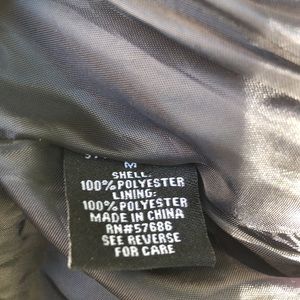 M
SHELL:
100% POLYESTER
LINING:
100% POLYESTER
MADE IN CHINA
RN#57686
SEE REVERSE
FOR CARE